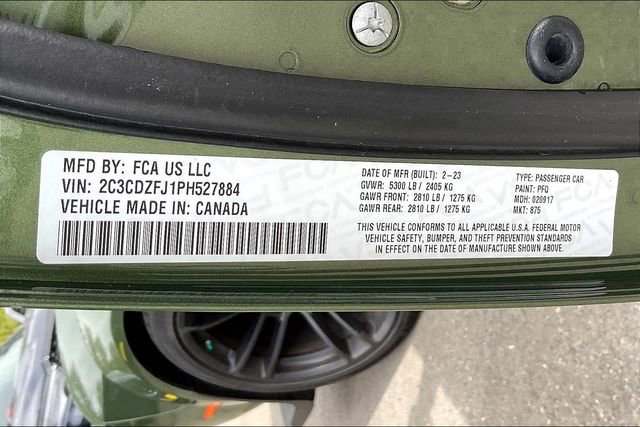 MFD BY: FCA US LLC
VIN: 2C3CDZFJ1PH527884
VEHICLE MADE IN: CANADA
DATE OF MFR (BUILT): 2-23
GVWR: 5300 LB / 2405 KG
GAWR FRONT: 2810 LB / 1275 KG
GAWR REAR: 2810 LB / 1275 KG
TYPE: PASSENGER CAR
PAINT: PFQ
MDH: 020917
MKT: 875
THIS VEHICLE CONFORMS TO ALL APPLICABLE U.S.A. FEDERAL MOTOR
VEHICLE SAFETY, BUMPER, AND THEFT PREVENTION STANDARDS
IN EFFECT ON THE DATE OF MANUFACTURE SHOWN ABOVE.